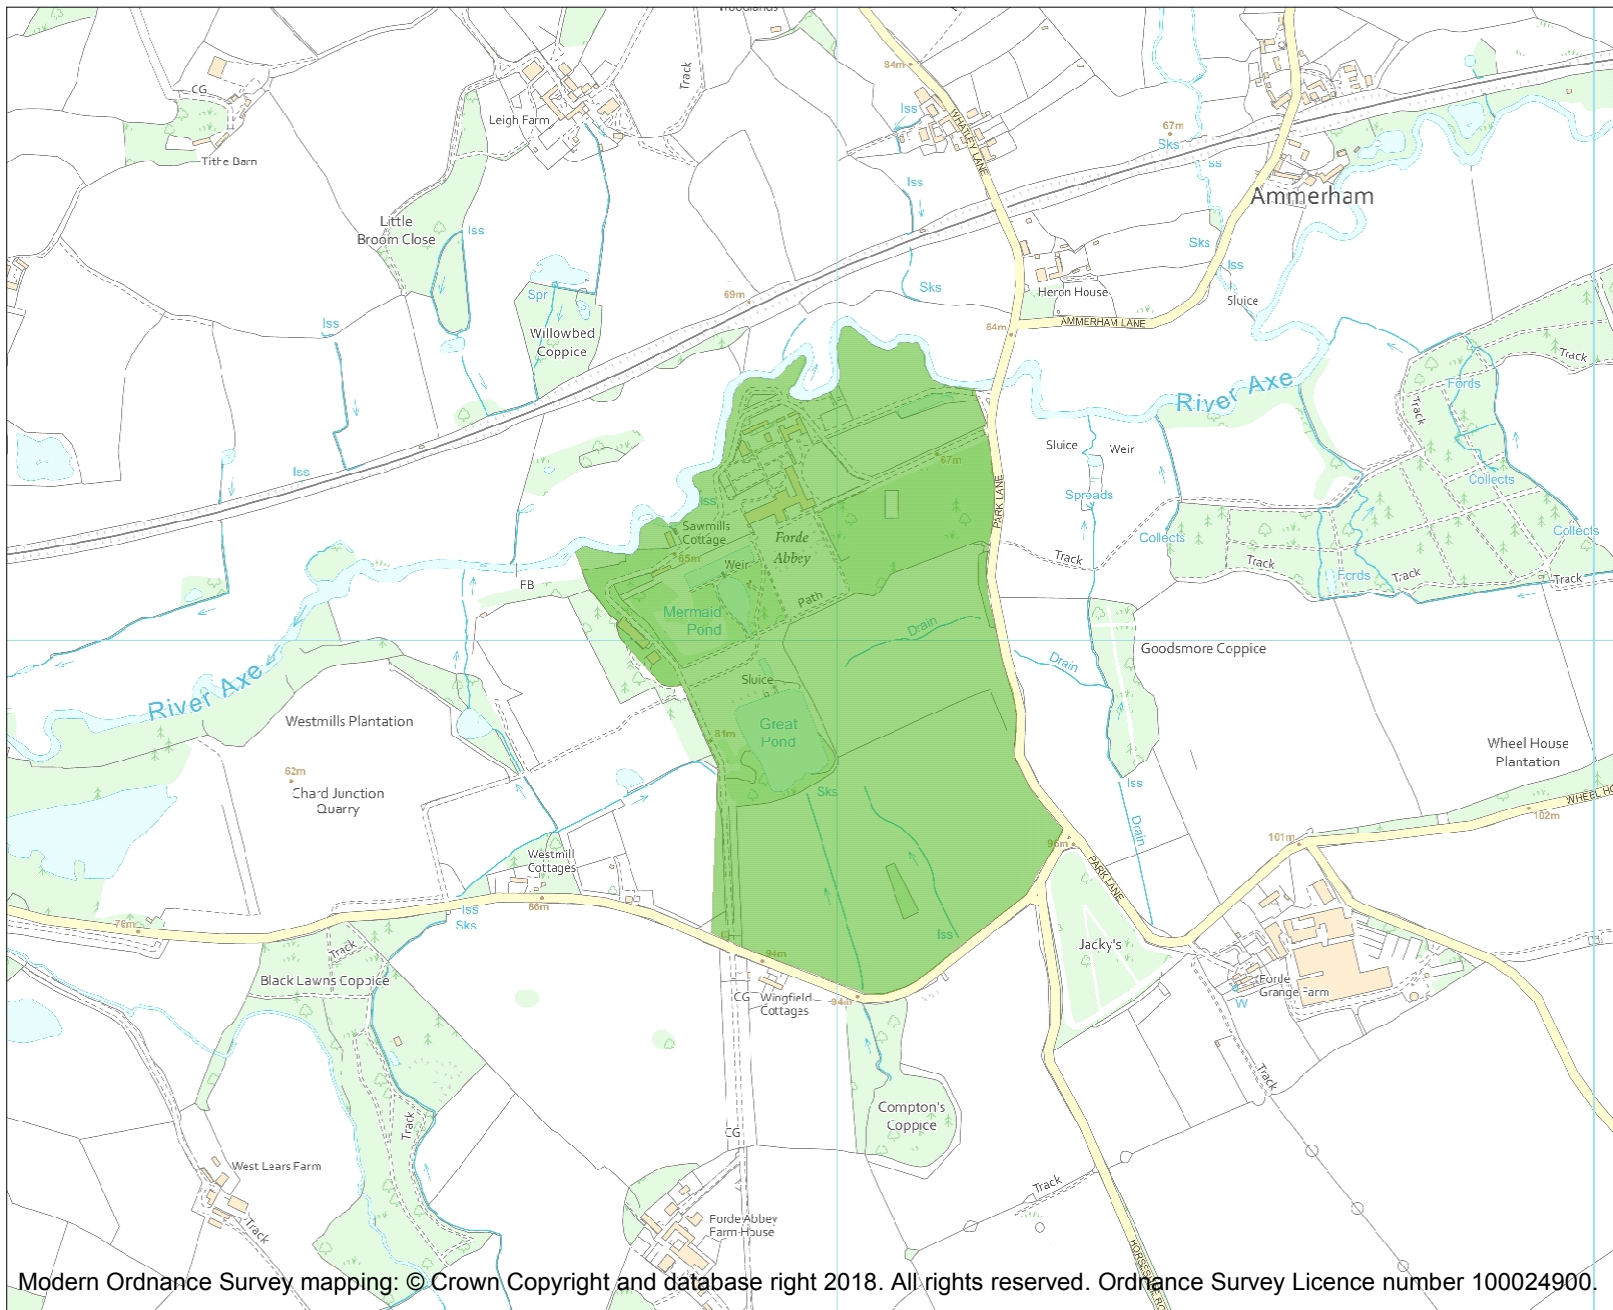 Woodlands
84m
CG
Track
Leigh Farm
Iss
WHATLEY LANE
67m
Sks
Iss
Tithe Barn
Iss
Ammerham
Little
Broom Close
Iss
Sks
Sks
Iss
Spr
69m
Heron House
Sluice
Iss
Willowbed
Coppice
64m
AMMERHAM LANE
Track
River Axe
Fords
Track
Sluice
Weir
67m
Iss
Collects
Spreads
PARK LANE
Iss
Sawmills
Cottage
Forde
Abbey
Collects
Collects
65m
Weir
Track
Track
Fords
Track
Track
FB
Path
Mermaid
Pond
Drain
Goodsmore Coppice
Drain
River Axe
Sluice
Westmills Plantation
Great
Pond
81m
Wheel House
Plantation
62m
Chard Junction
Quarry
Sks
Iss
WHEEL HO
102m
Drain
101m
96m
Westmill
Cottages
PARK LANE
86m
Iss
Sks
76m
Iss
Track
Jacky's
94m
Black Lawns Coppice
Forde
Grange Farm
W
CG
Wingfield
Cottages
94m
Track
Compton's
Coppice
Track
CG
West Lears Farm
Track
Track
Forde Abbey
Farm House
HORSESHOE RO
Modern Ordnance Survey mapping: © Crown Copyright and database right 2018. All rights reserved. Ordnance Survey Licence number 100024900.